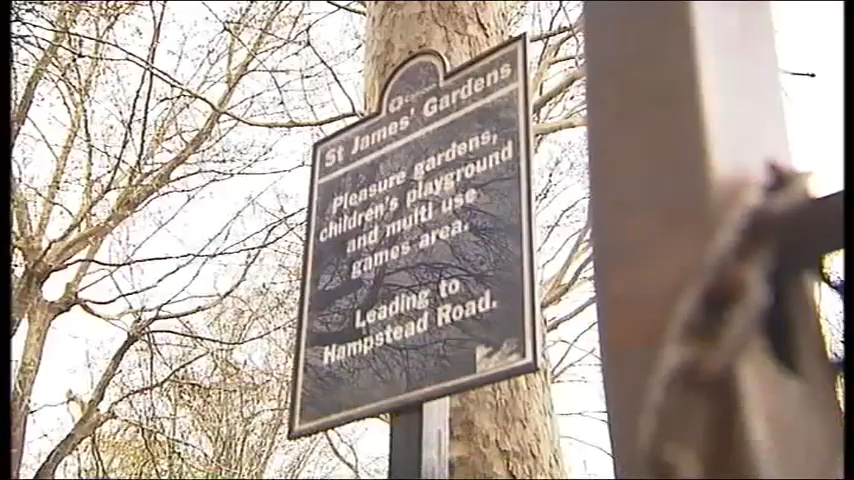 St James' Gardens
Pleasure gardens,
children's playground
and multi use
games area.
Leading to
Hampstead Road.